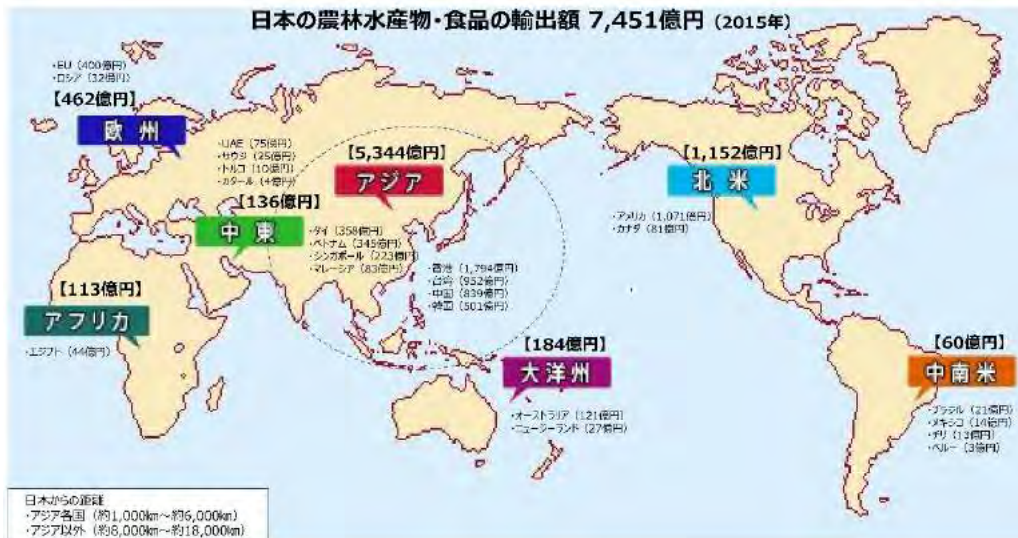 日本の農林水産物・食品の輸出額 7,451億円 (2015年)
・EU (400億円)
・ロシア (32億円)
【462億円】
欧州
・UAE (75億円)
・サウジ (25億円)
・トルコ (10億円)
・カタール (4億円)
【136億円】
中東
【5,344億円】
アジア
・タイ (358億円)
・ベトナム (345億円)
・シンガポール (223億円)
・マレーシア (83億円)
・香港 (1,794億円)
・台湾 (952億円)
・中国 (839億円)
・韓国 (501億円)
【1,152億円】
北米
・アメリカ (1,071億円)
・カナダ (81億円)
【113億円】
アフリカ
・エジプト (44億円)
【184億円】
大洋州
・オーストラリア (121億円)
・ニュージーランド (27億円)
【60億円】
中南米
・ブラジル (21億円)
・メキシコ (14億円)
・チリ (13億円)
・ペルー (3億円)
日本からの距離
・アジア各国 (約1,000km～約6,000km)
・アジア以外 (約8,000km～約18,000km)